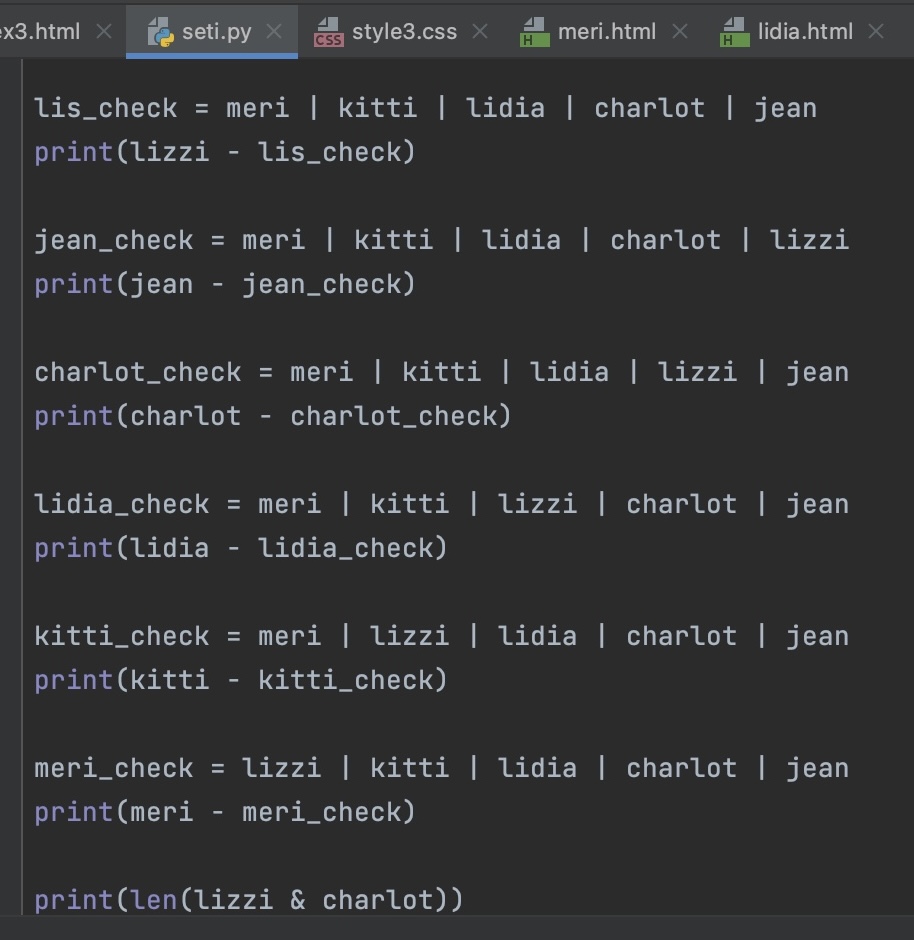 ex3.html seti.py style3.css meri.html lidia.html
lis_check = meri | kitti | lidia | charlot | jean
print(lizzi - lis_check)
jean_check = meri | kitti | lidia | charlot | lizzi
print(jean - jean_check)
charlot_check = meri | kitti | lidia | lizzi | jean
print(charlot - charlot_check)
lidia_check = meri | kitti | lizzi | charlot | jean
print(lidia - lidia_check)
kitti_check = meri | lizzi | lidia | charlot | jean
print(kitti - kitti_check)
meri_check = lizzi | kitti | lidia | charlot | jean
print(meri - meri_check)
print(len(lizzi & charlot))